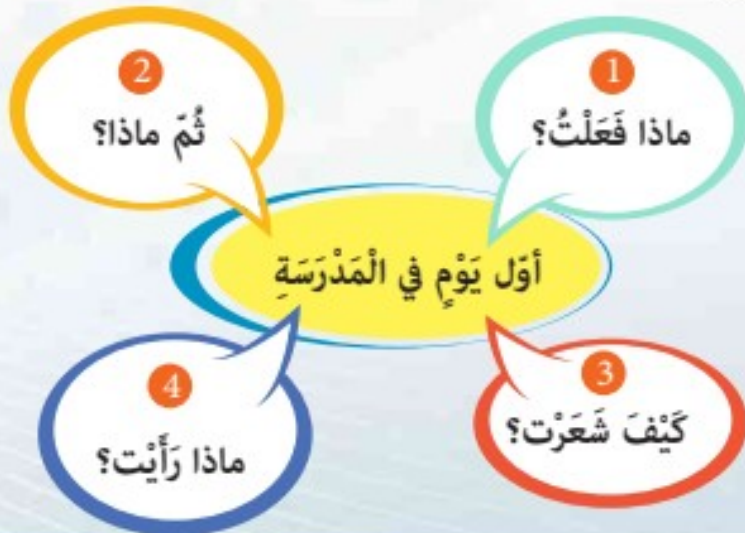 1
ماذا فَعَلْتُ؟
2
ثُمّ ماذا؟
أوّل يَوْمٍ في الْمَدْرَسَةِ
3
كَيْفَ شَعَرْت؟
4
ماذا رَأَيْت؟